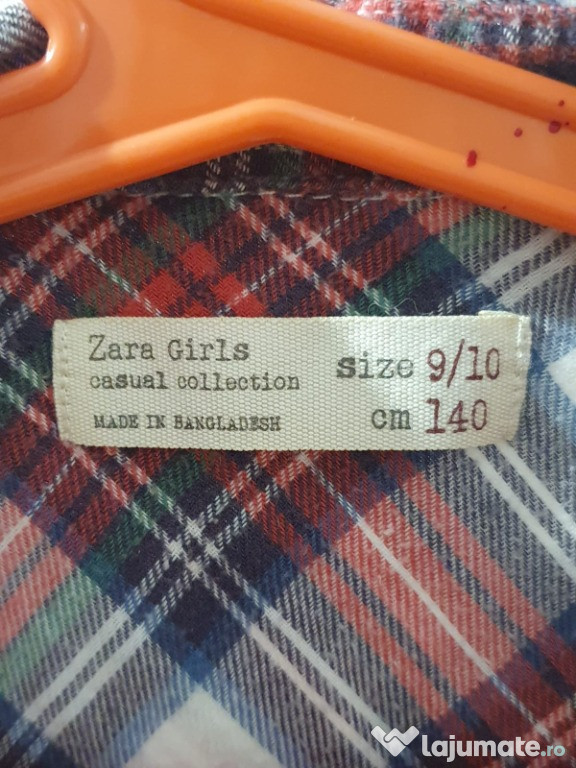 Zara Girls
casual collection
MADE IN BANGLADESH
size 9/10
cm 140
lajumate.ro